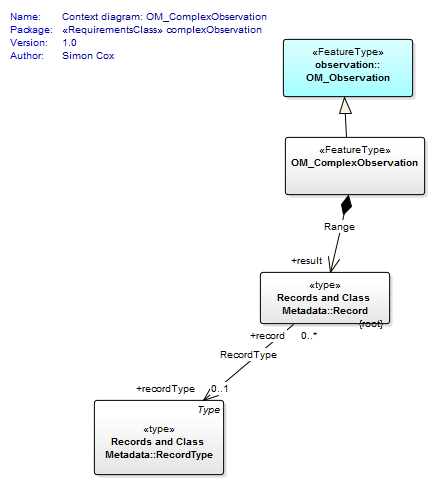 Name: Context diagram: OM_ComplexObservation
Package: «RequirementsClass» complexObservation
Version: 1.0
Author: Simon Cox
«FeatureType»
observation::
OM_Observation
«FeatureType»
OM_ComplexObservation
Range
+result
«type»
Records and Class
Metadata::Record
{root}
+record 0..*
RecordType
+recordType 0..1
Type
«type»
Records and Class
Metadata::RecordType